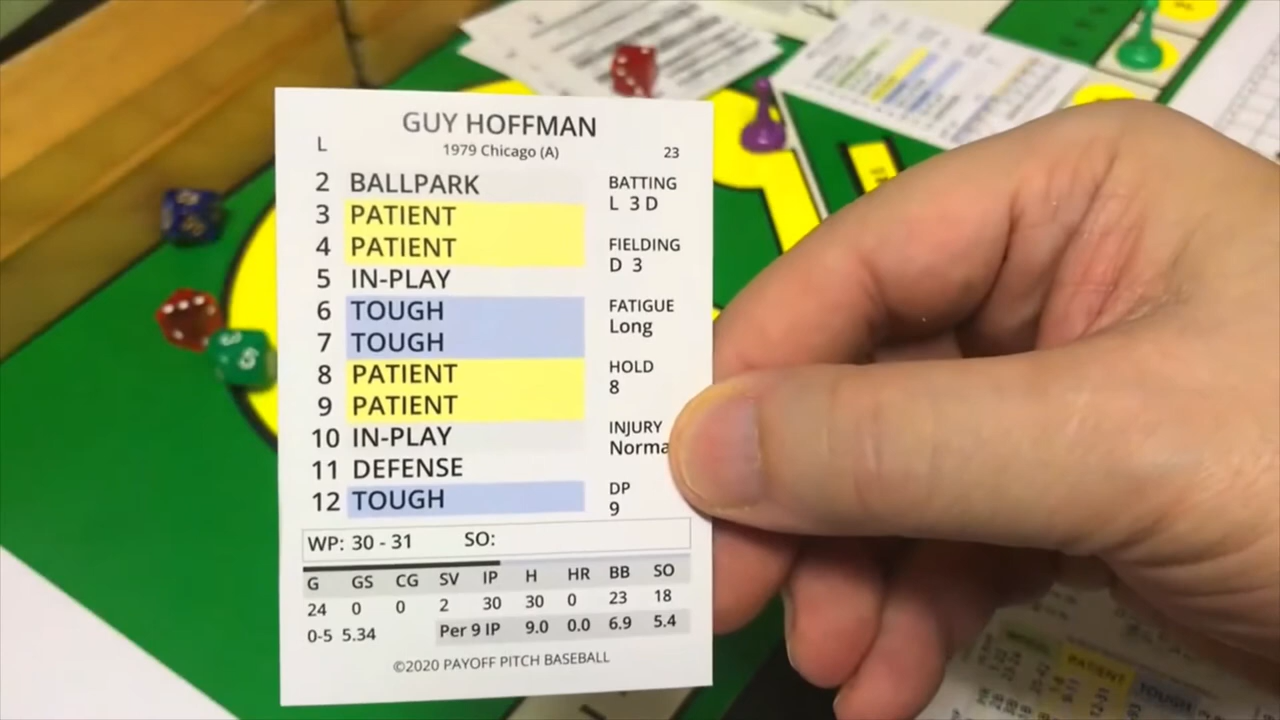 GUY HOFFMAN
L 1979 Chicago (A) 23
2 BALLPARK
3 PATIENT
4 PATIENT
5 IN-PLAY
6 TOUGH
7 TOUGH
8 PATIENT
9 PATIENT
10 IN-PLAY
11 DEFENSE
12 TOUGH
BATTING
L 3 D
FIELDING
D 3
FATIGUE
Long
HOLD
8
INJURY
Norma
DP
9
WP: 30 - 31 SO:
G GS CG SV IP H HR BB SO
24 0 0 2 30 30 0 23 18
0-5 5.34 Per 9 IP 9.0 0.0 6.9 5.4
©2020 PAYOFF PITCH BASEBALL
PATIENT
TOUGH